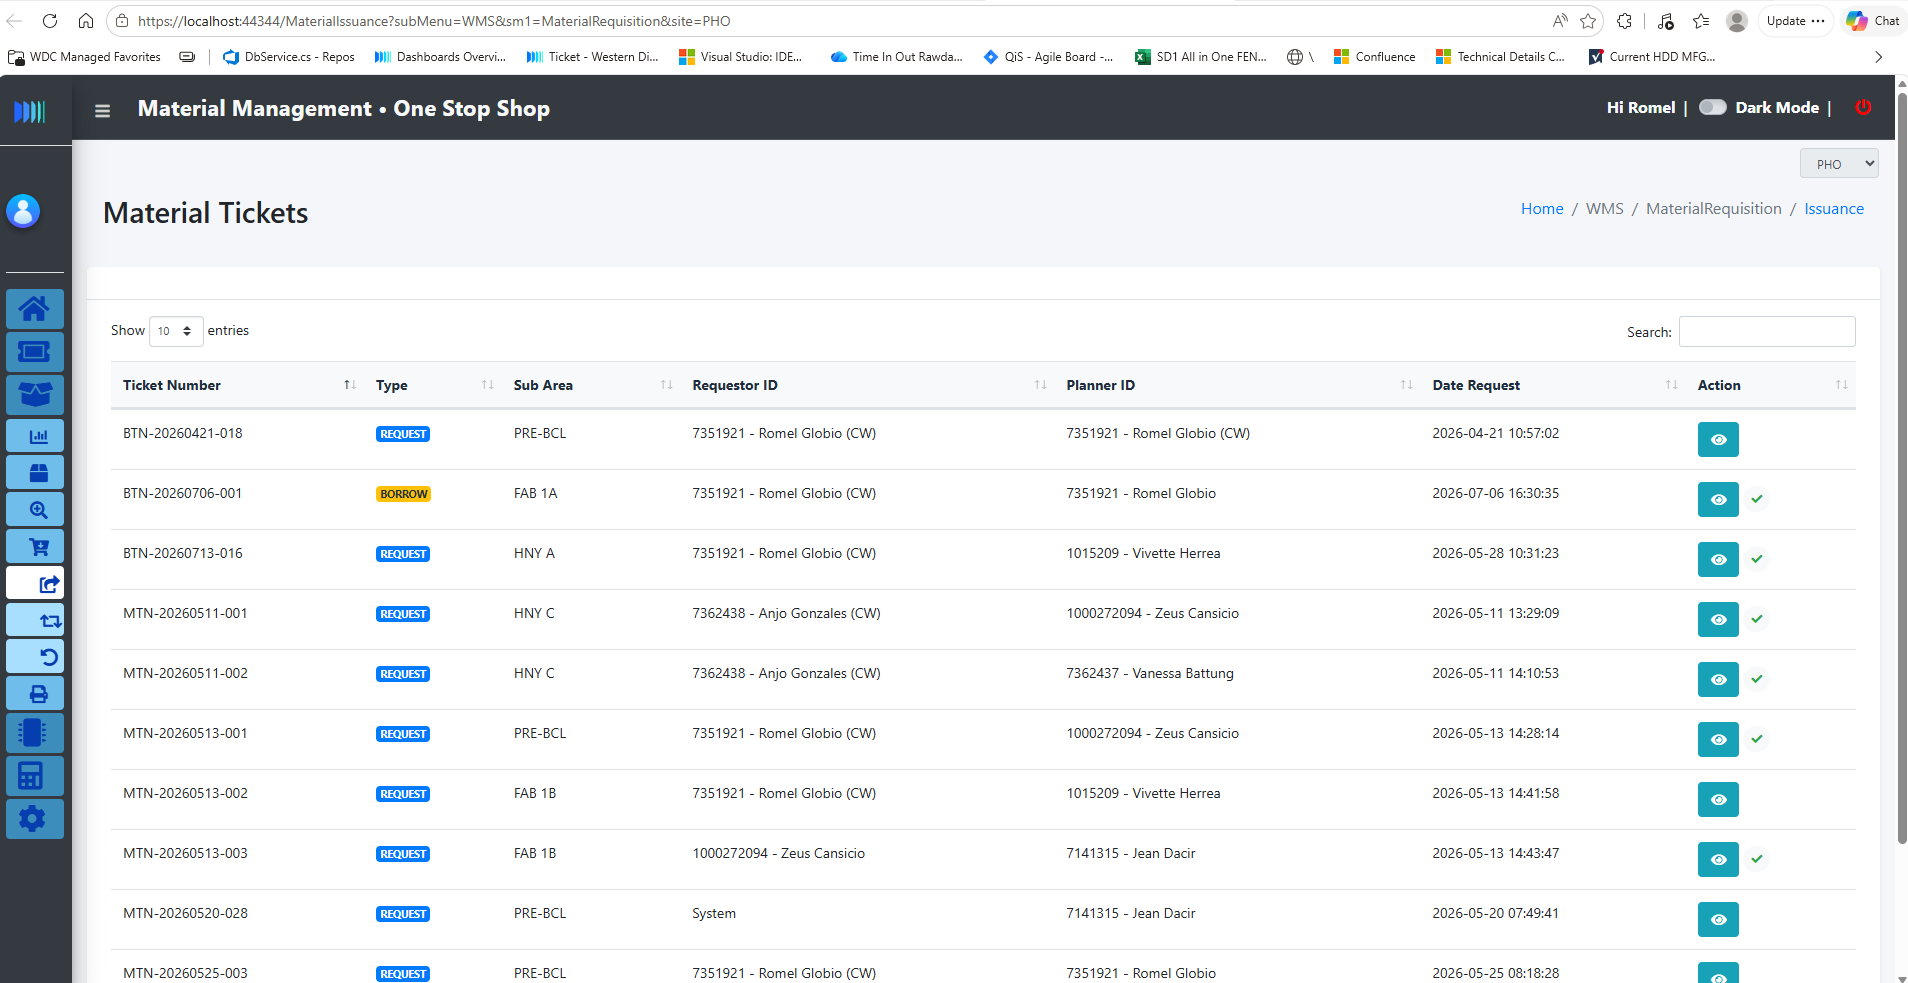 https://localhost:44344/MaterialIssuance?subMenu=WMS&sm1=MaterialRequisition&site=PHO
Update
Chat
WDC Managed Favorites
DbService.cs - Repos
Dashboards Overvi...
Ticket - Western Di...
Visual Studio: IDE...
Time In Out Rawda...
QiS - Agile Board -...
SD1 All in One FEN...
\
Confluence
Technical Details C...
Current HDD MFG...
Material Management • One Stop Shop
Hi Romel | Dark Mode |
PHO
Material Tickets
Home / WMS / MaterialRequisition / Issuance
Show 10 entries
Search:
Ticket Number Type Sub Area Requestor ID Planner ID Date Request Action
BTN-20260421-018 REQUEST PRE-BCL 7351921 - Romel Globio (CW) 7351921 - Romel Globio (CW) 2026-04-21 10:57:02
BTN-20260706-001 BORROW FAB 1A 7351921 - Romel Globio (CW) 7351921 - Romel Globio 2026-07-06 16:30:35
BTN-20260713-016 REQUEST HNY A 7351921 - Romel Globio (CW) 1015209 - Vivette Herrea 2026-05-28 10:31:23
MTN-20260511-001 REQUEST HNY C 7362438 - Anjo Gonzales (CW) 1000272094 - Zeus Cansicio 2026-05-11 13:29:09
MTN-20260511-002 REQUEST HNY C 7362438 - Anjo Gonzales (CW) 7362437 - Vanessa Battung 2026-05-11 14:10:53
MTN-20260513-001 REQUEST PRE-BCL 7351921 - Romel Globio (CW) 1000272094 - Zeus Cansicio 2026-05-13 14:28:14
MTN-20260513-002 REQUEST FAB 1B 7351921 - Romel Globio (CW) 1015209 - Vivette Herrea 2026-05-13 14:41:58
MTN-20260513-003 REQUEST FAB 1B 1000272094 - Zeus Cansicio 7141315 - Jean Dacir 2026-05-13 14:43:47
MTN-20260520-028 REQUEST PRE-BCL System 7141315 - Jean Dacir 2026-05-20 07:49:41
MTN-20260525-003 REQUEST PRE-BCL 7351921 - Romel Globio (CW) 7351921 - Romel Globio 2026-05-25 08:18:28